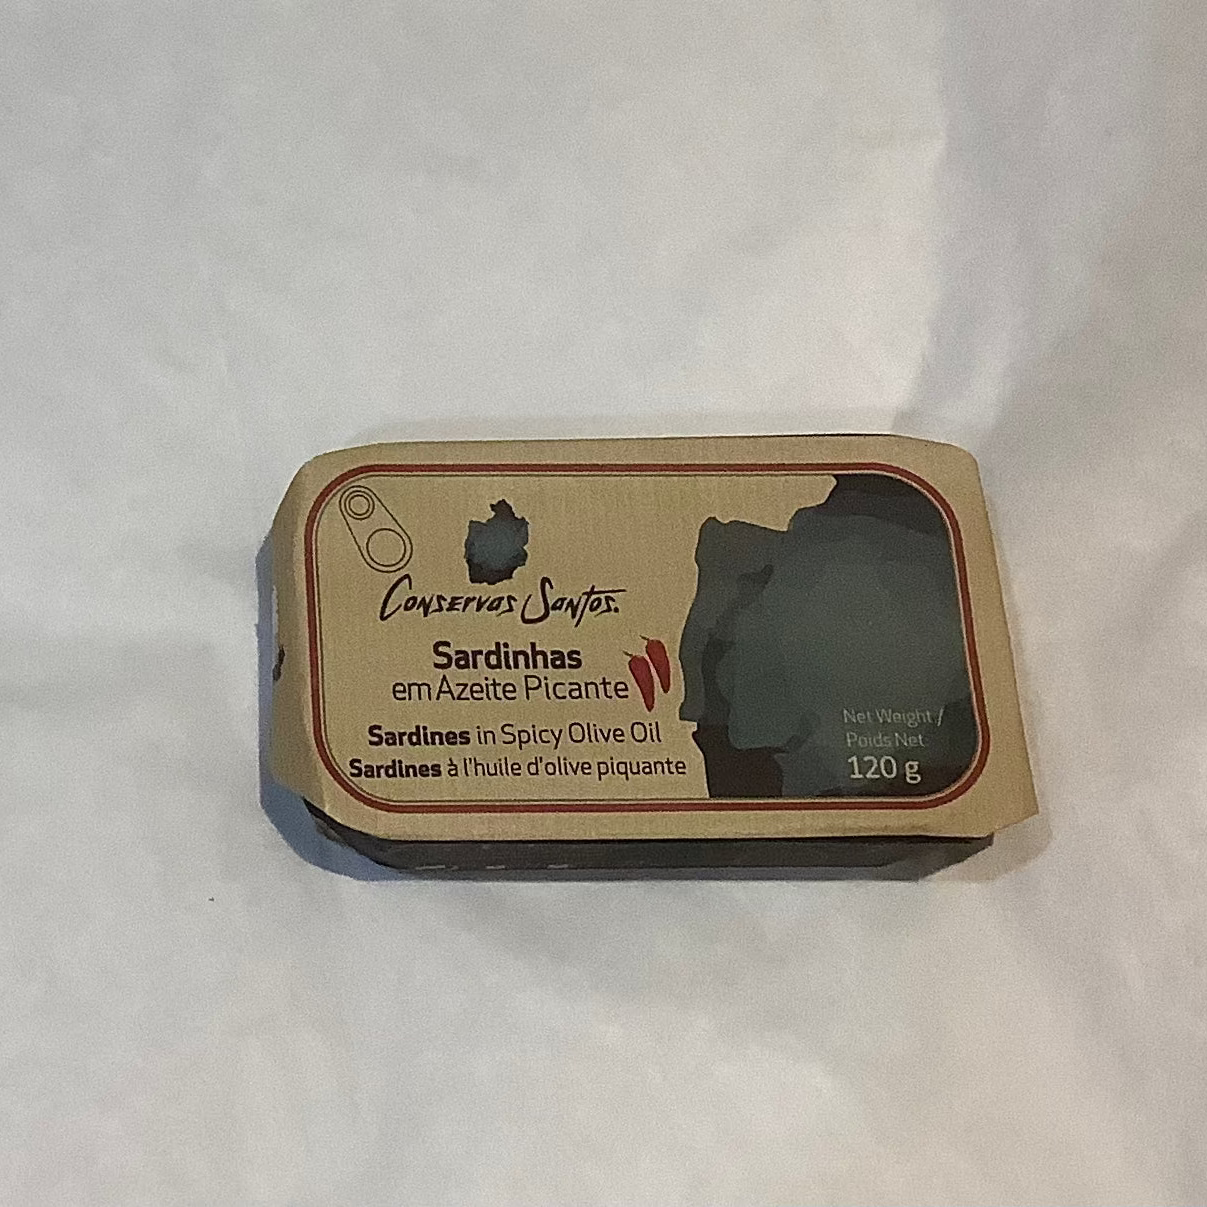 Conservas Santos.
Sardinhas
em Azeite Picante
Sardines in Spicy Olive Oil
Sardines à l'huile d'olive piquante
Net Weight /
Poids Net
120 g